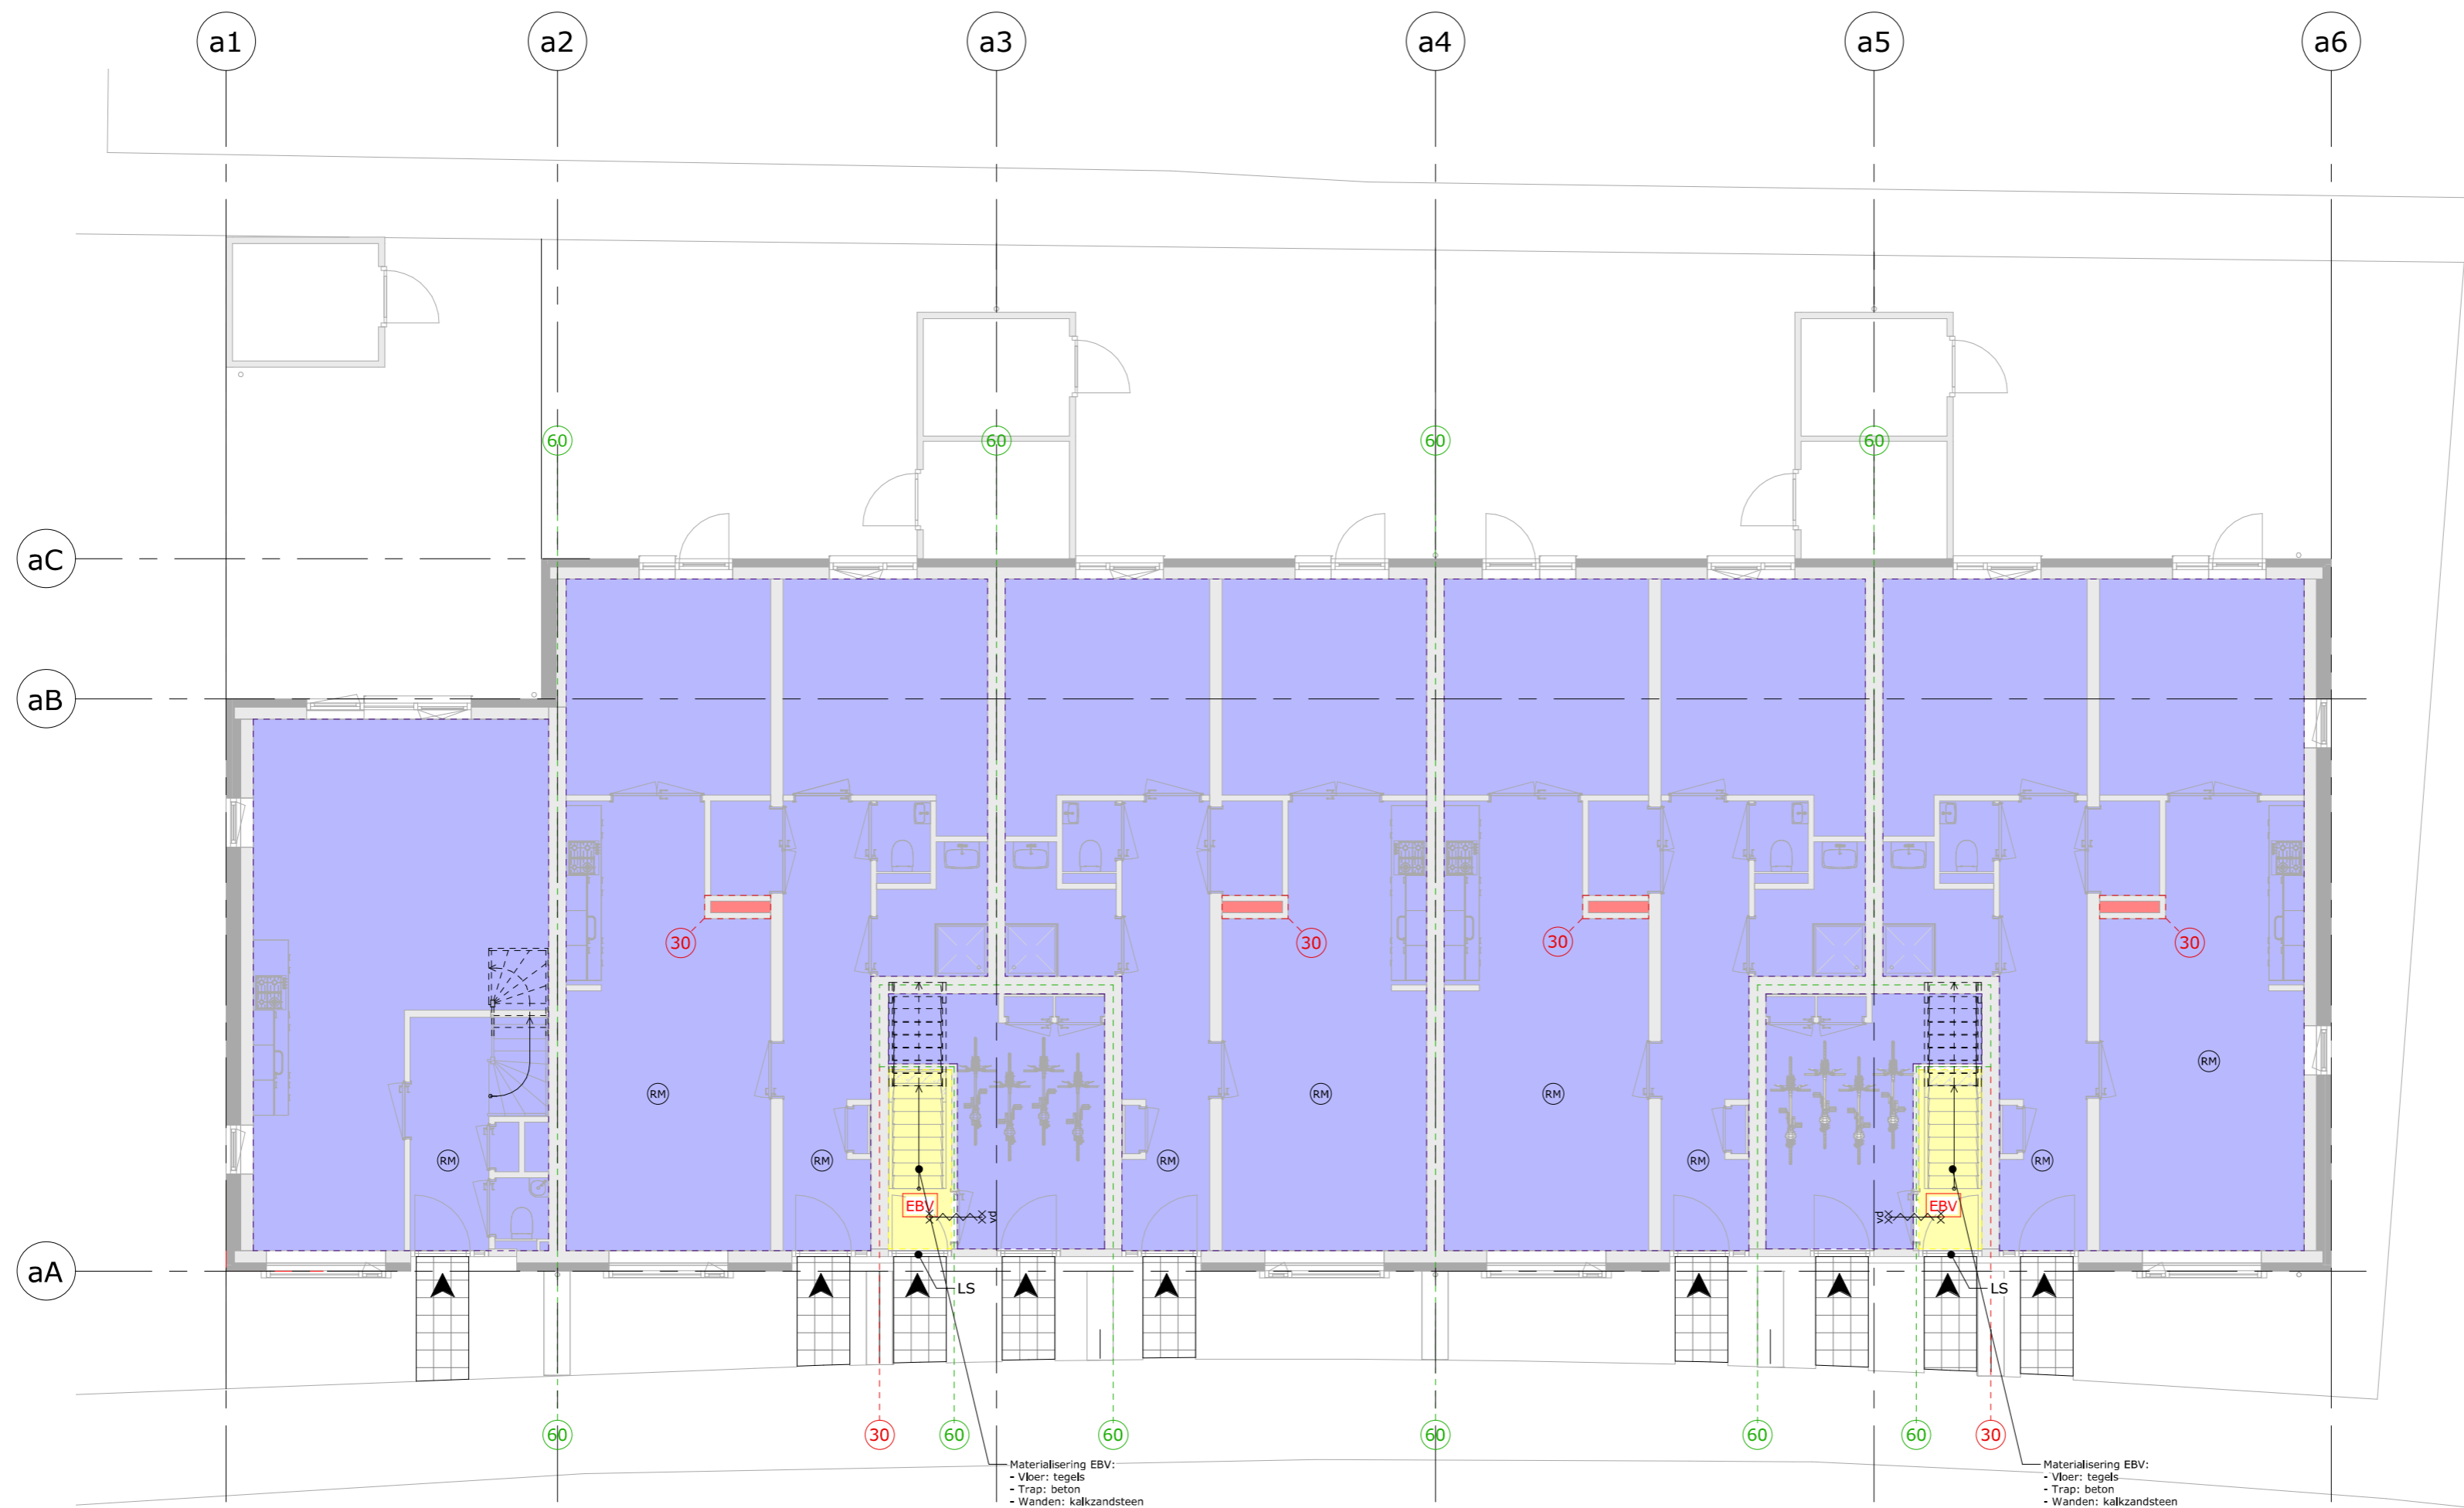 a1 a2 a3 a4 a5 a6
60 60 60 60
aC
aB
30 30 30 30
RM
RM RM RM
RM RM RM RM RM
EBV EBV
vd vd
aA
LS LS
60 30 60 60 60 60 60 30
Materialisering EBV:
- Vloer: tegels
- Trap: beton
- Wanden: kalkzandsteen
Materialisering EBV:
- Vloer: tegels
- Trap: beton
- Wanden: kalkzandsteen